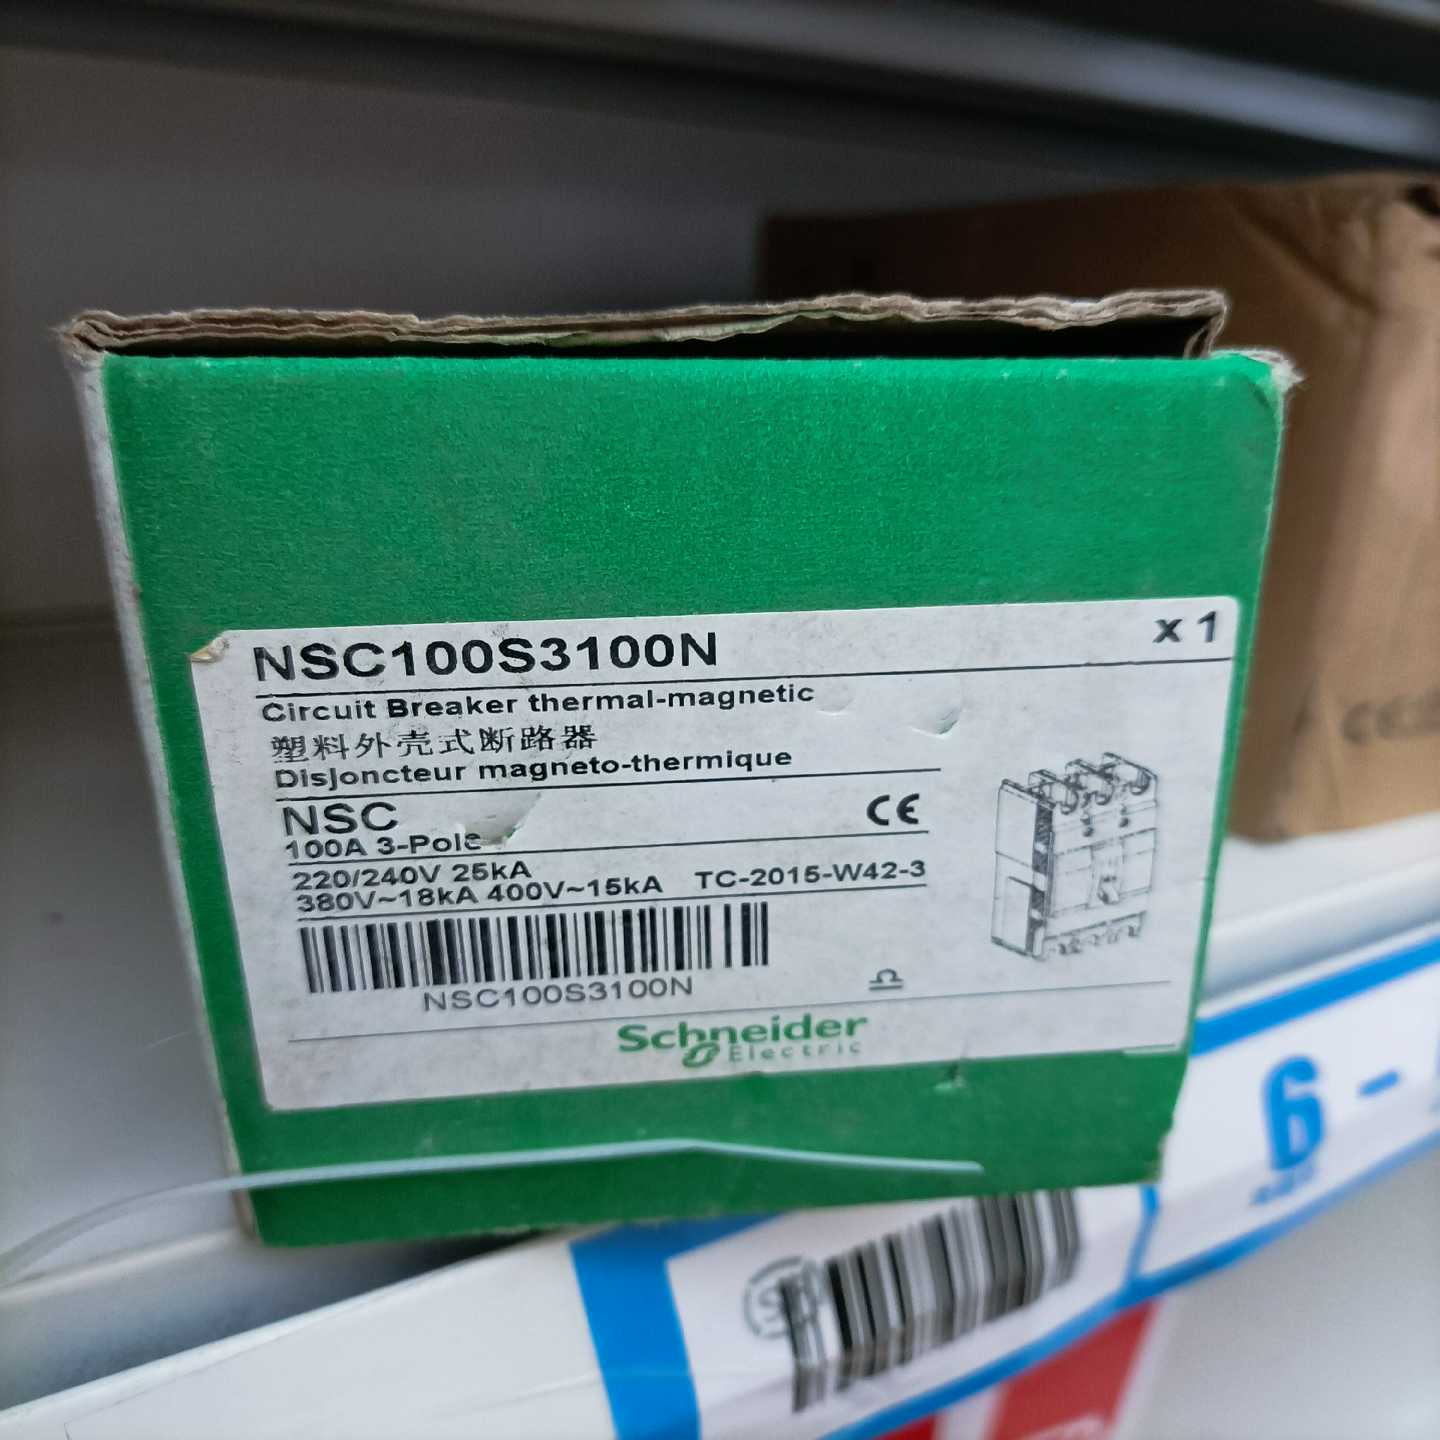 NSC100S3100N
x 1
Circuit Breaker thermal-magnetic
塑料外壳式断路器
Disjoncteur magneto-thermique
NSC
CE
100A 3-Pole
220/240V 25kA
380V~18kA 400V~15kA TC-2015-W42-3
NSC100S3100N
Schneider
Electric
6 -